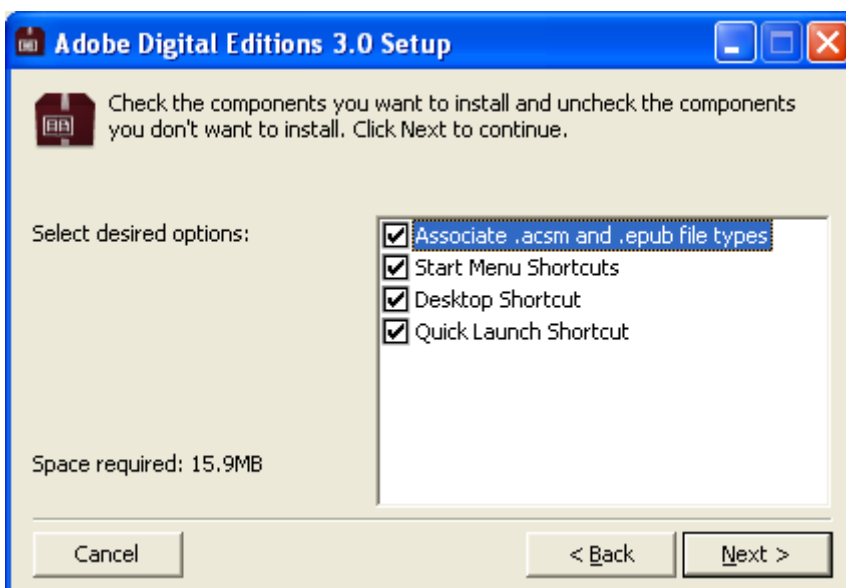 Adobe Digital Editions 3.0 Setup
Check the components you want to install and uncheck the components
you don't want to install. Click Next to continue.
Select desired options:
Associate .acsm and .epub file types
Start Menu Shortcuts
Desktop Shortcut
Quick Launch Shortcut
Space required: 15.9MB
Cancel
< Back
Next >